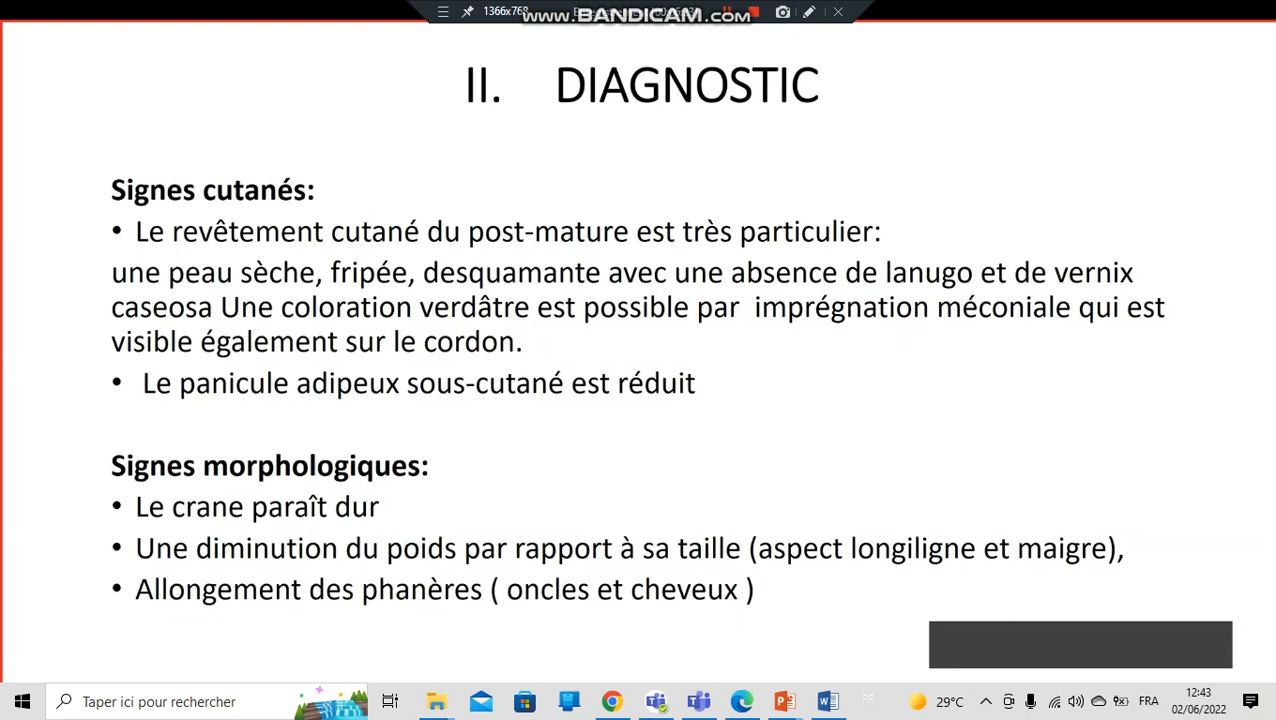 1366x768
www.BANDICAM.com
II. DIAGNOSTIC
Signes cutanés:
• Le revêtement cutané du post-mature est très particulier:
une peau sèche, fripée, desquamante avec une absence de lanugo et de vernix
caseosa Une coloration verdâtre est possible par imprégnation méconiale qui est
visible également sur le cordon.
• Le panicule adipeux sous-cutané est réduit
Signes morphologiques:
• Le crane paraît dur
• Une diminution du poids par rapport à sa taille (aspect longiligne et maigre),
• Allongement des phanères ( oncles et cheveux )
Taper ici pour rechercher
29°C
FRA
12:43
02/06/2022